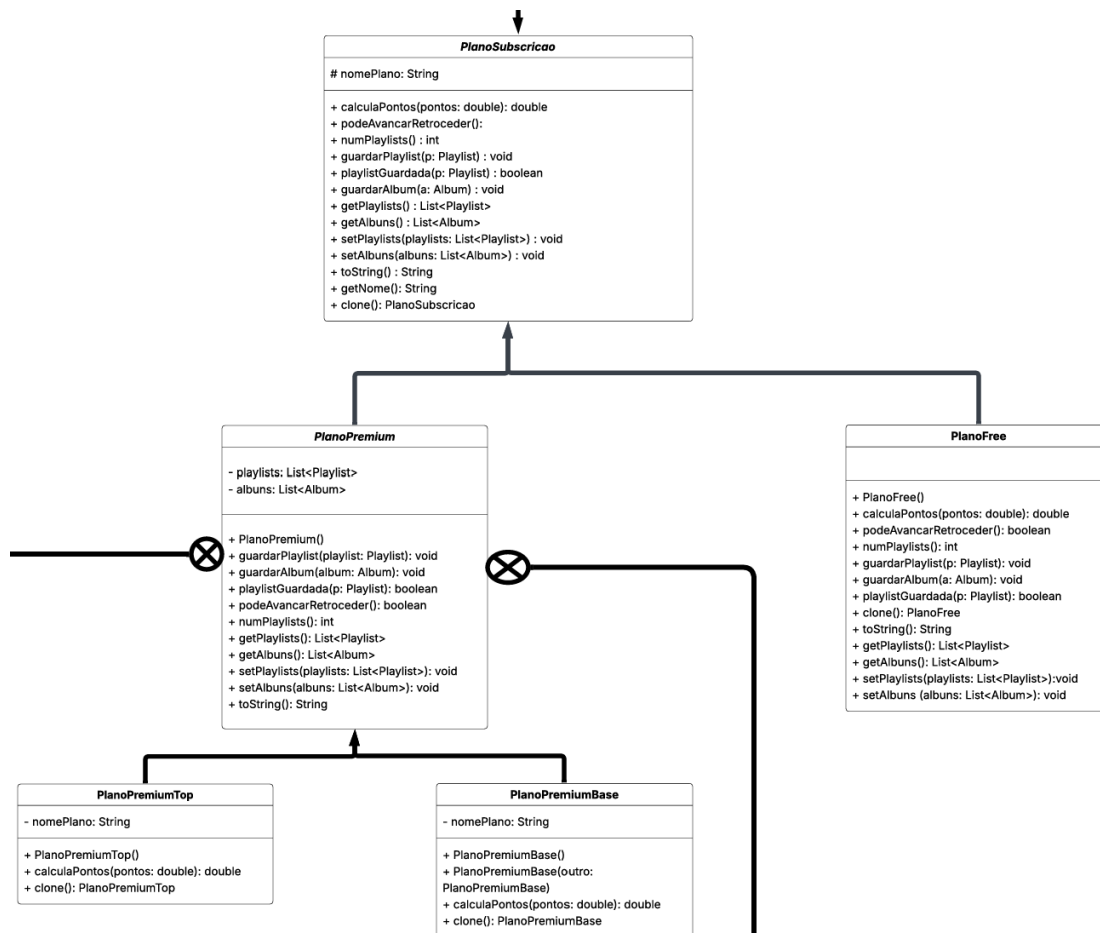 PlanoSubscricao
# nomePlano: String
+ calculaPontos(pontos: double): double
+ podeAvancarRetroceder():
+ numPlaylists() : int
+ guardarPlaylist(p: Playlist) : void
+ playlistGuardada(p: Playlist) : boolean
+ guardarAlbum(a: Album) : void
+ getPlaylists() : List<Playlist>
+ getAlbuns() : List<Album>
+ setPlaylists(playlists: List<Playlist>) : void
+ setAlbuns(albuns: List<Album>) : void
+ toString() : String
+ getNome(): String
+ clone(): PlanoSubscricao
PlanoPremium
- playlists: List<Playlist>
- albuns: List<Album>
+ PlanoPremium()
+ guardarPlaylist(playlist: Playlist): void
+ guardarAlbum(album: Album): void
+ playlistGuardada(p: Playlist): boolean
+ podeAvancarRetroceder(): boolean
+ numPlaylists(): int
+ getPlaylists(): List<Playlist>
+ getAlbuns(): List<Album>
+ setPlaylists(playlists: List<Playlist>): void
+ setAlbuns(albuns: List<Album>): void
+ toString(): String
PlanoFree
+ PlanoFree()
+ calculaPontos(pontos: double): double
+ podeAvancarRetroceder(): boolean
+ numPlaylists(): int
+ guardarPlaylist(p: Playlist): void
+ guardarAlbum(a: Album): void
+ playlistGuardada(p: Playlist): boolean
+ clone(): PlanoFree
+ toString(): String
+ getPlaylists(): List<Playlist>
+ getAlbuns(): List<Album>
+ setPlaylists(playlists: List<Playlist>):void
+ setAlbuns (albuns: List<Album>): void
PlanoPremiumTop
- nomePlano: String
+ PlanoPremiumTop()
+ calculaPontos(pontos: double): double
+ clone(): PlanoPremiumTop
PlanoPremiumBase
- nomePlano: String
+ PlanoPremiumBase()
+ PlanoPremiumBase(outro:
PlanoPremiumBase)
+ calculaPontos(pontos: double): double
+ clone(): PlanoPremiumBase